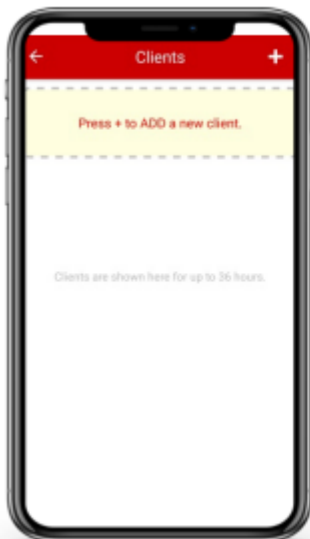 Clients
Press + to ADD a new client.
Clients are shown here for up to 36 hours.